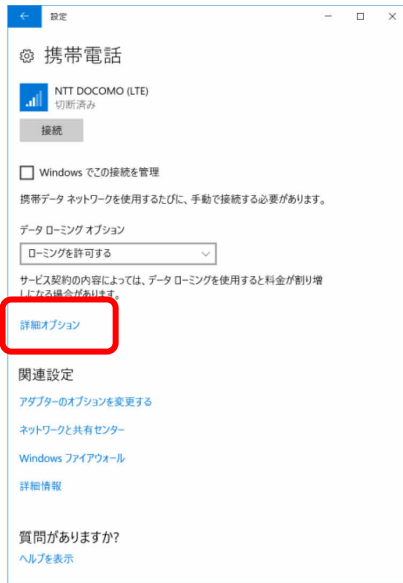 設定
携帯電話
NTT DOCOMO (LTE)
切断済み
接続
Windows でこの接続を管理
携帯データ ネットワークを使用するたびに、手動で接続する必要があります。
データ ローミング オプション
ローミングを許可する
サービス契約の内容によっては、データ ローミングを使用すると料金が割り増
しになる場合があります。
詳細オプション
関連設定
アダプターのオプションを変更する
ネットワークと共有センター
Windows ファイアウォール
詳細情報
質問がありますか?
ヘルプを表示